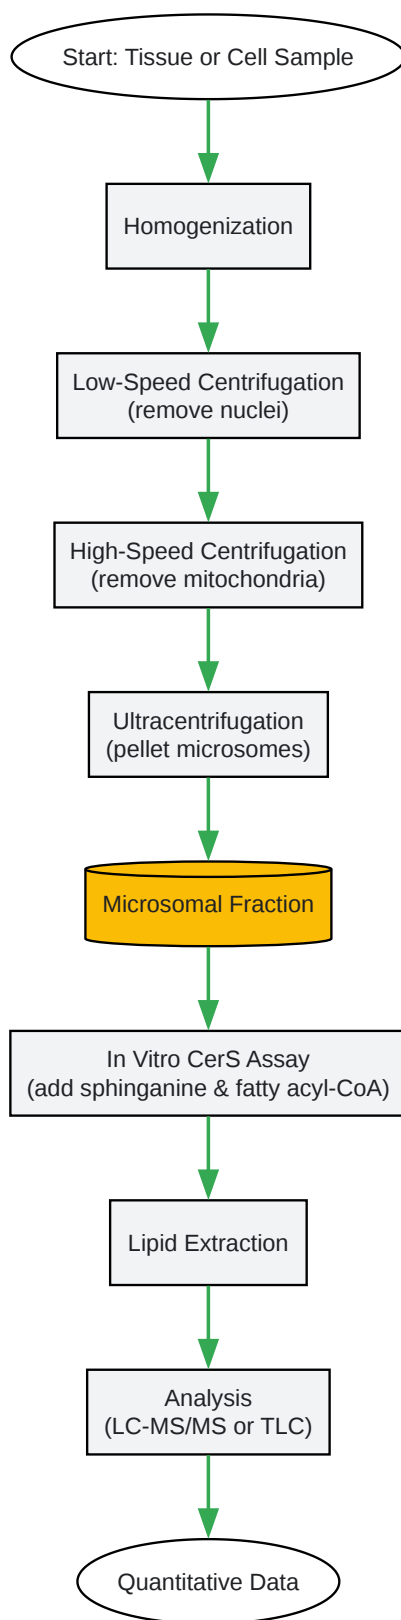 Start: Tissue or Cell Sample
Homogenization
Low-Speed Centrifugation
(remove nuclei)
High-Speed Centrifugation
(remove mitochondria)
Ultracentrifugation
(pellet microsomes)
Microsomal Fraction
In Vitro CerS Assay
(add sphinganine & fatty acyl-CoA)
Lipid Extraction
Analysis
(LC-MS/MS or TLC)
Quantitative Data